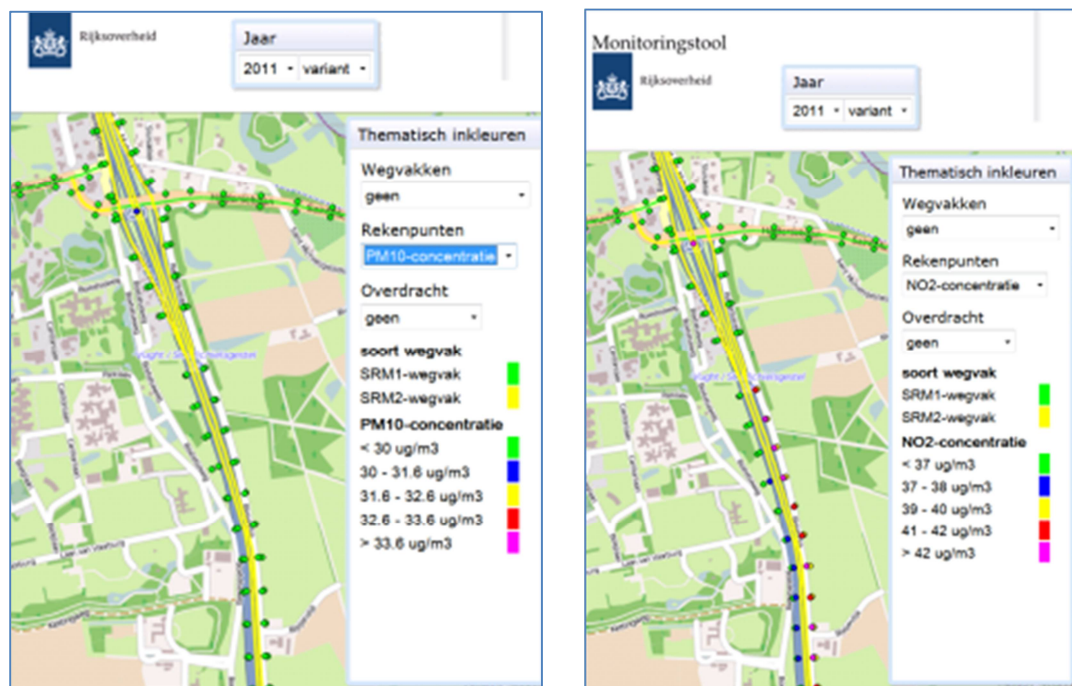 Rijksoverheid
Jaar
2011 variant
Thematisch inkleuren
Wegvakken
geen
Rekenpunten
PM10-concentratie
Overdracht
geen
soort wegvak
SRM1-wegvak
SRM2-wegvak
PM10-concentratie
< 30 ug/m3
30 - 31.6 ug/m3
31.6 - 32.6 ug/m3
32.6 - 33.6 ug/m3
> 33.6 ug/m3
Monitoringstool
Rijksoverheid
Jaar
2011 variant
Thematisch inkleuren
Wegvakken
geen
Rekenpunten
NO2-concentratie
Overdracht
geen
soort wegvak
SRM1-wegvak
SRM2-wegvak
NO2-concentratie
< 37 ug/m3
37 - 38 ug/m3
39 - 40 ug/m3
41 - 42 ug/m3
> 42 ug/m3